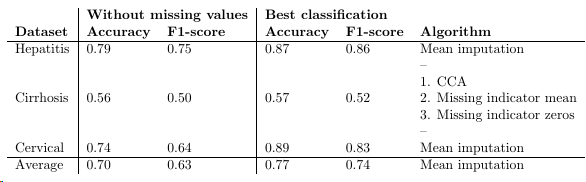 Without missing values Best classification
Dataset Accuracy F1-score Accuracy F1-score Algorithm
Hepatitis 0.79 0.75 0.87 0.86 Mean imputation
–
1. CCA
Cirrhosis 0.56 0.50 0.57 0.52 2. Missing indicator mean
3. Missing indicator zeros
–
Cervical 0.74 0.64 0.89 0.83 Mean imputation
Average 0.70 0.63 0.77 0.74 Mean imputation